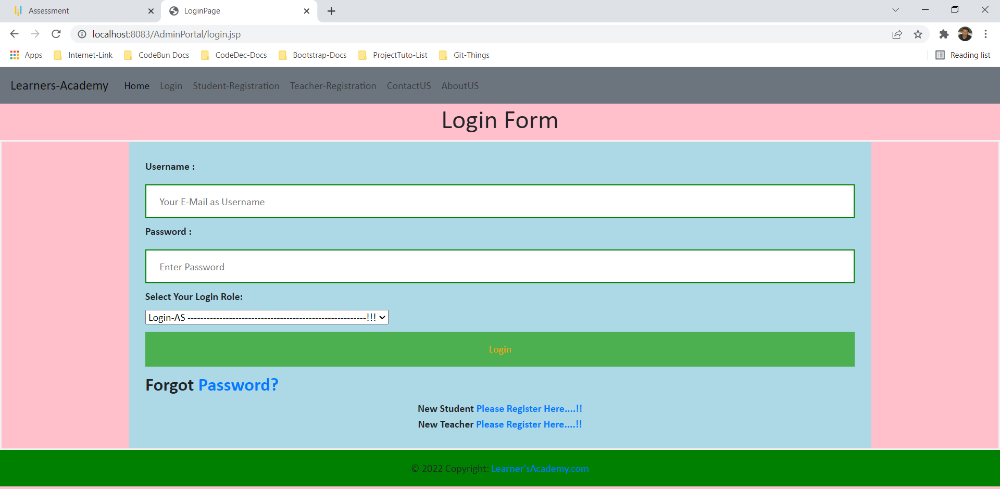 Assessment LoginPage
localhost:8083/AdminPortal/login.jsp
Apps Internet-Link CodeBun Docs CodeDec-Docs Bootstrap-Docs ProjectTuto-List Git-Things Reading list
Learners-Academy Home Login Student-Registration Teacher-Registration ContactUS AboutUS
Login Form
Username :
Your E-Mail as Username
Password :
Enter Password
Select Your Login Role:
Login-AS --------------------------------------------------------!!!
Login
Forgot Password?
New Student Please Register Here....!!
New Teacher Please Register Here....!!
© 2022 Copyright: Learner'sAcademy.com